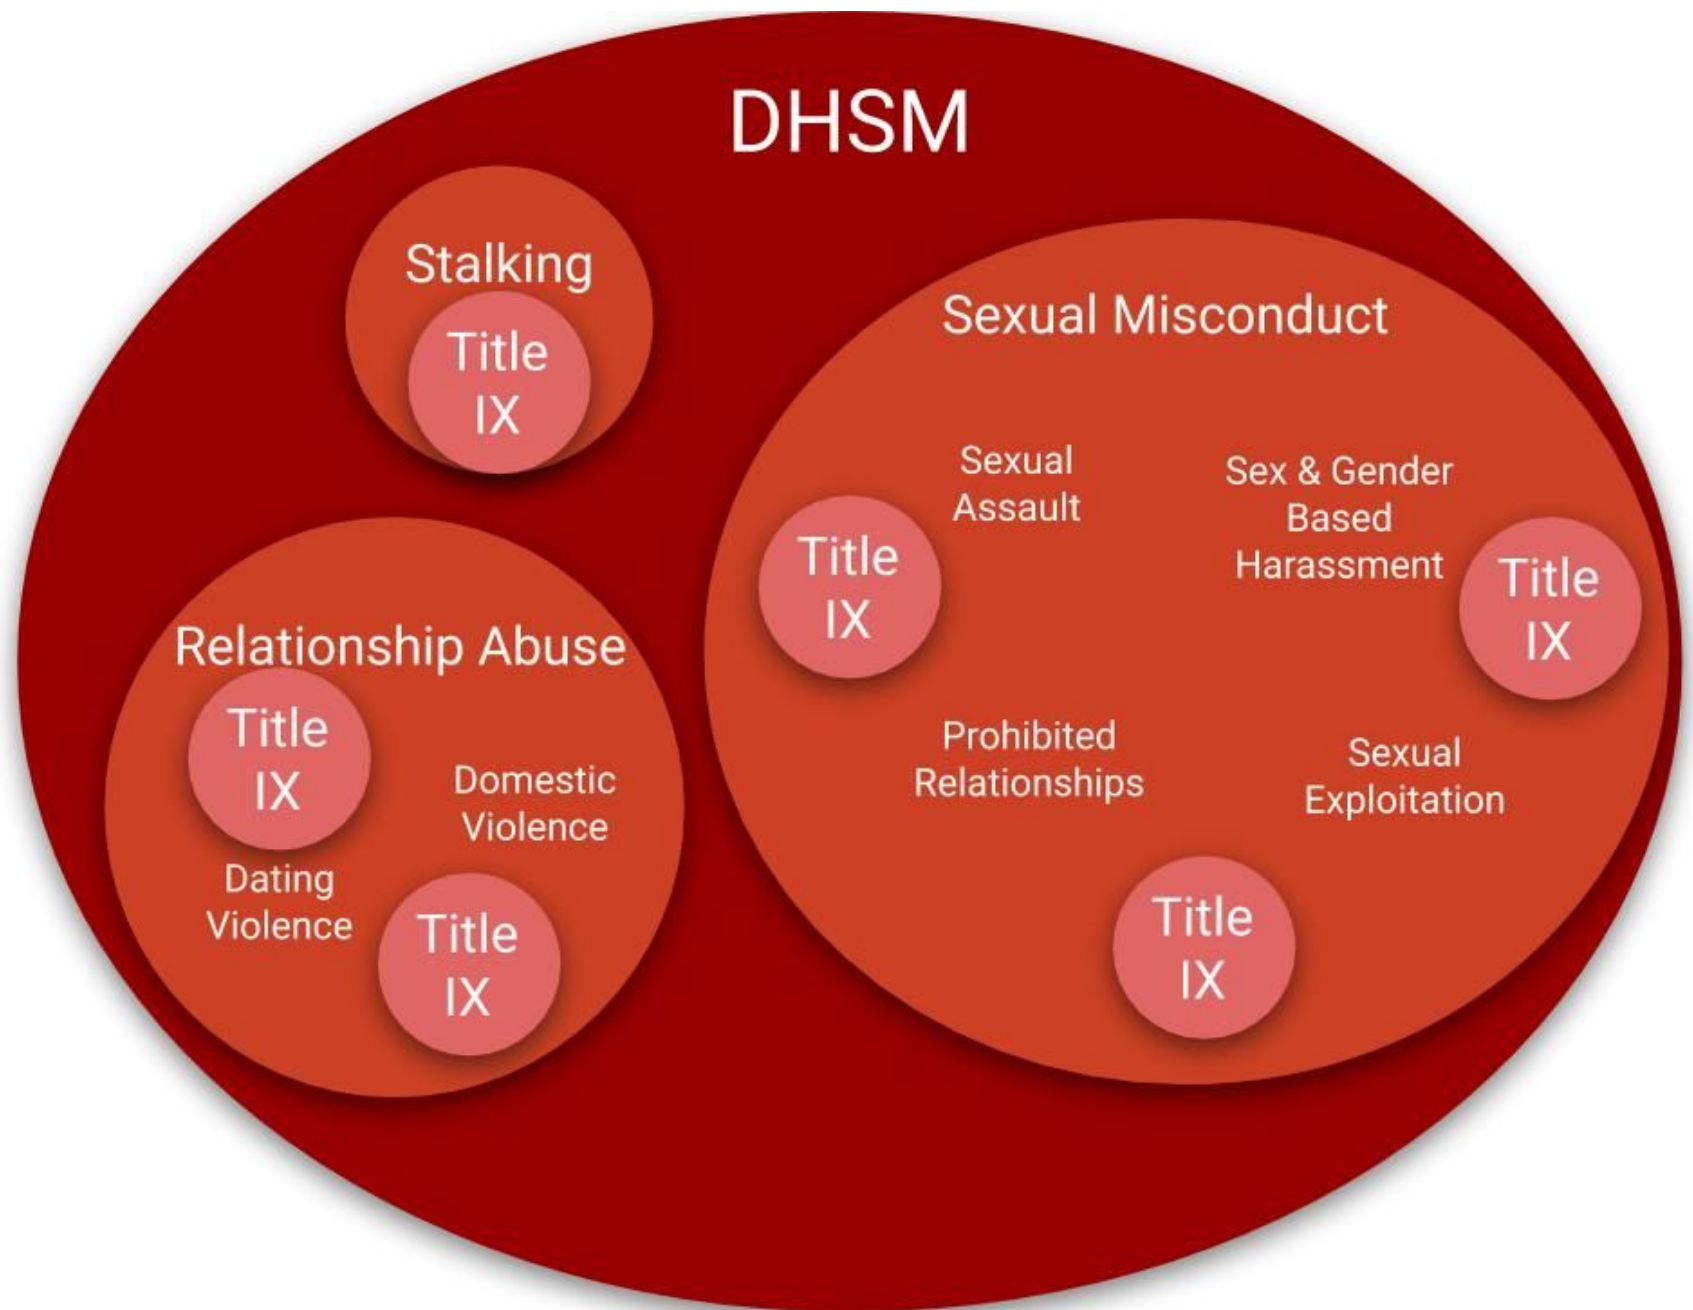 DHSM
Stalking
Title
IX
Sexual Misconduct
Sexual
Assault
Sex & Gender
Based
Harassment
Title
IX
Title
IX
Prohibited
Relationships
Sexual
Exploitation
Title
IX
Relationship Abuse
Title
IX
Domestic
Violence
Dating
Violence
Title
IX